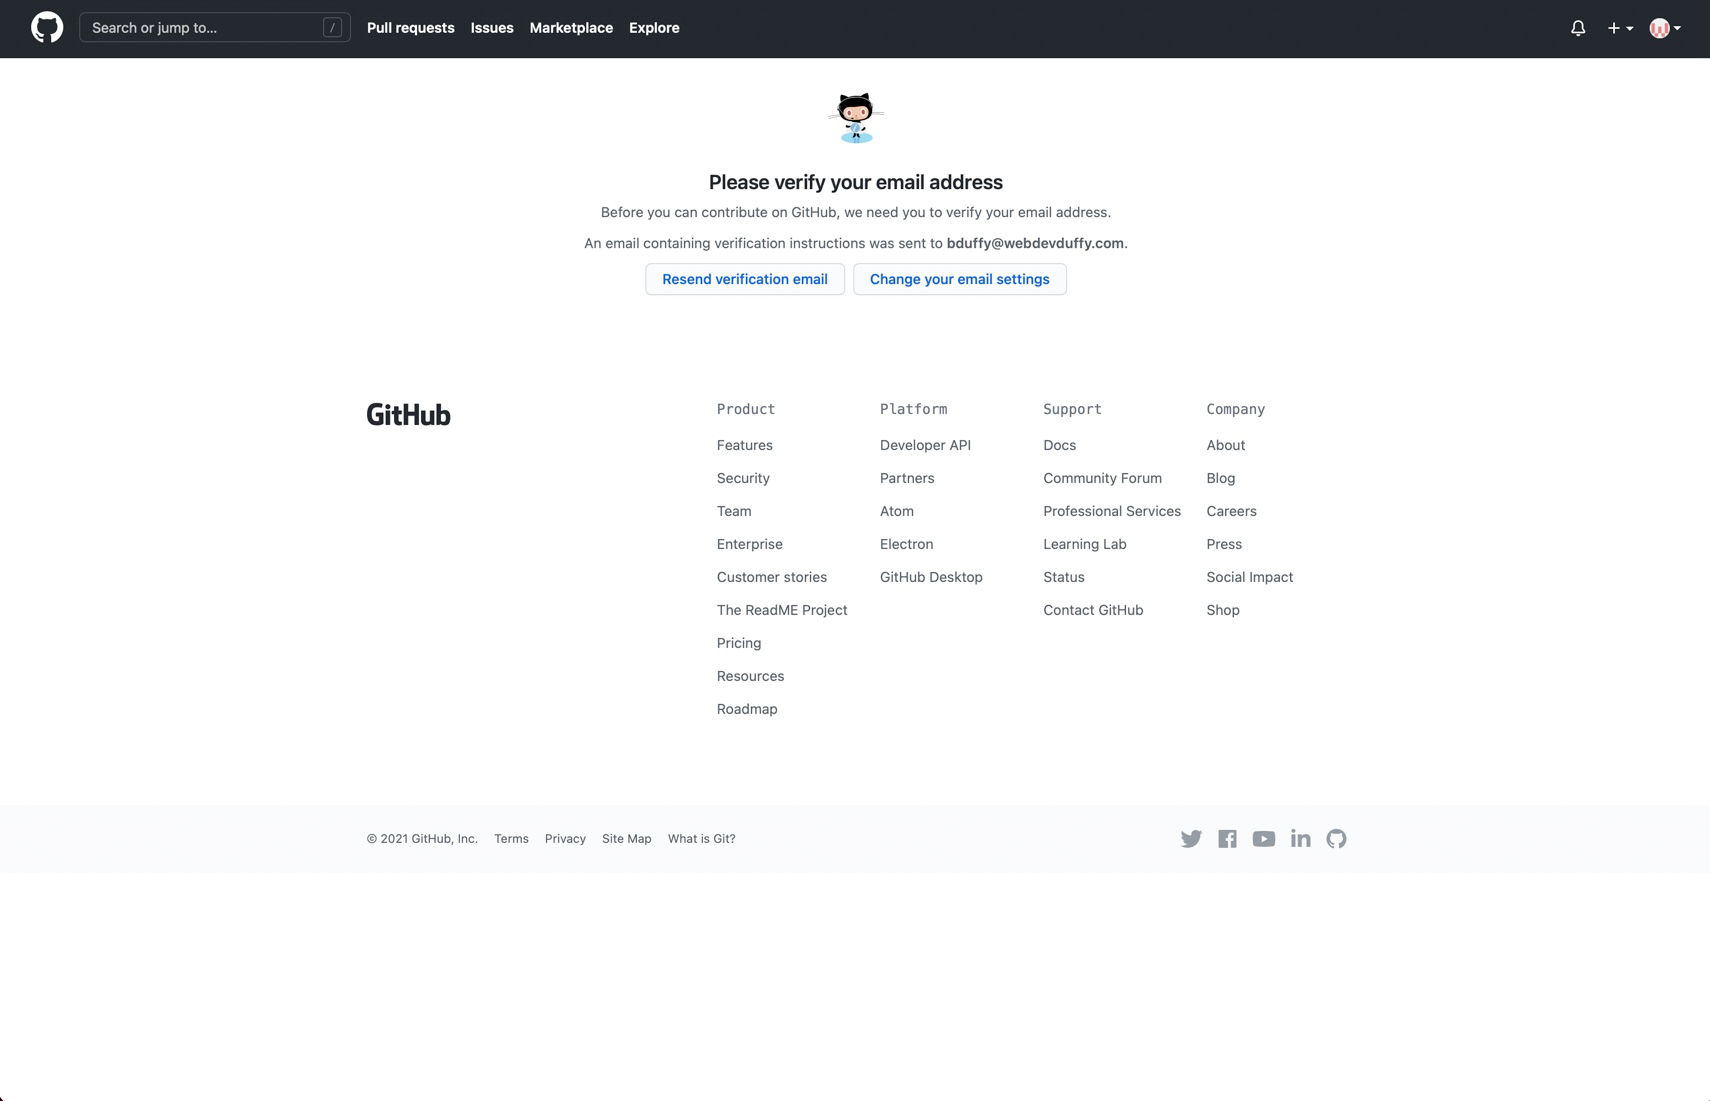 Search or jump to... /
Pull requests Issues Marketplace Explore
Please verify your email address
Before you can contribute on GitHub, we need you to verify your email address.
An email containing verification instructions was sent to bduffy@webdevduffy.com.
Resend verification email Change your email settings
GitHub
Product
Features
Security
Team
Enterprise
Customer stories
The ReadME Project
Pricing
Resources
Roadmap
Platform
Developer API
Partners
Atom
Electron
GitHub Desktop
Support
Docs
Community Forum
Professional Services
Learning Lab
Status
Contact GitHub
Company
About
Blog
Careers
Press
Social Impact
Shop
© 2021 GitHub, Inc. Terms Privacy Site Map What is Git?